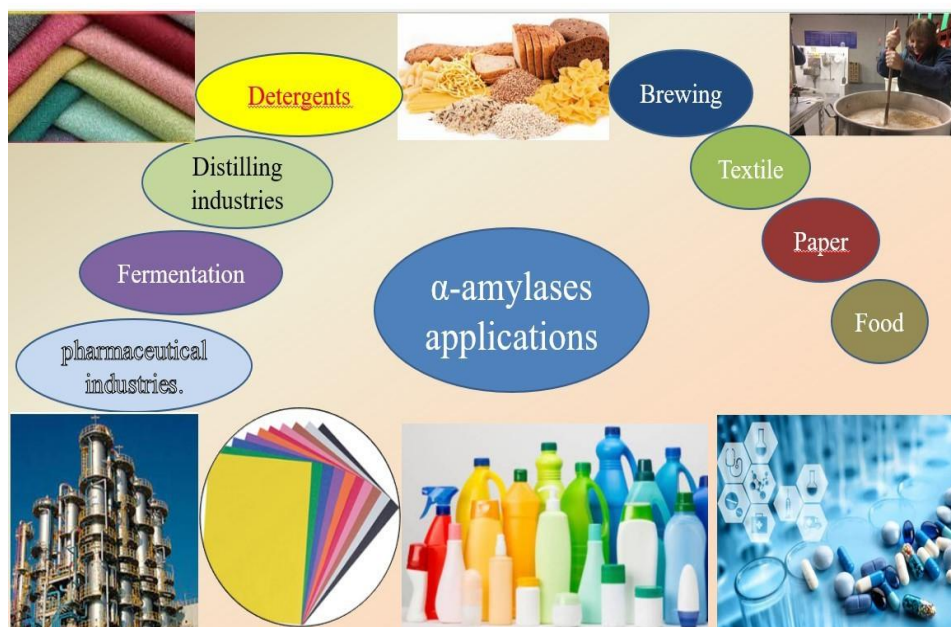 Detergents
Brewing
Distilling
industries
Textile
Paper
Fermentation
α-amylases
applications
Food
pharmaceutical
industries.